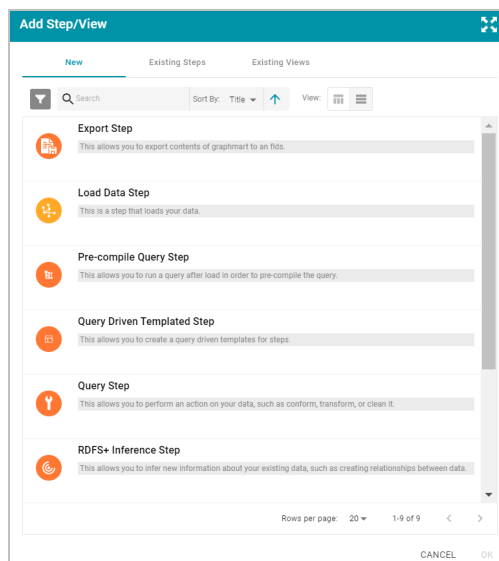 Add Step/View
New Existing Steps Existing Views
Search Sort By: Title View:
Export Step
This allows you to export contents of graphmart to an flds.
Load Data Step
This is a step that loads your data.
Pre-compile Query Step
This allows you to run a query after load in order to pre-compile the query.
Query Driven Templated Step
This allows you to create a query driven templates for steps.
Query Step
This allows you to perform an action on your data, such as conform, transform, or clean it.
RDFS+ Inference Step
This allows you to infer new information about your existing data, such as creating relationships between data.
Rows per page: 20 1-9 of 9
CANCEL OK